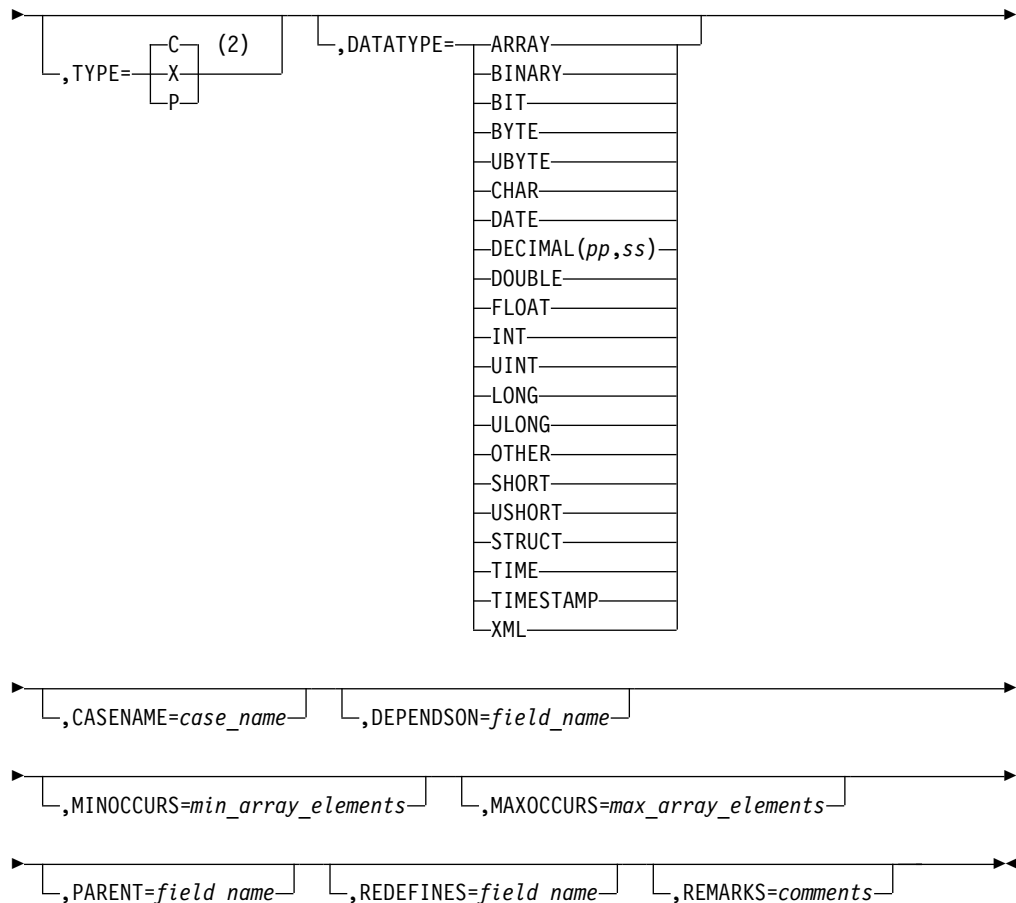 C (2) ,DATATYPE= ARRAY
,TYPE= X BINARY
P BIT
BYTE
UBYTE
CHAR
DATE
DECIMAL(pp,ss)
DOUBLE
FLOAT
INT
UINT
LONG
ULONG
OTHER
SHORT
USHORT
STRUCT
TIME
TIMESTAMP
XML
,CASENAME=case_name ,DEPENDSON=field_name
,MINOCCURS=min_array_elements ,MAXOCCURS=max_array_elements
,PARENT=field name ,REDEFINES=field name ,REMARKS=comments